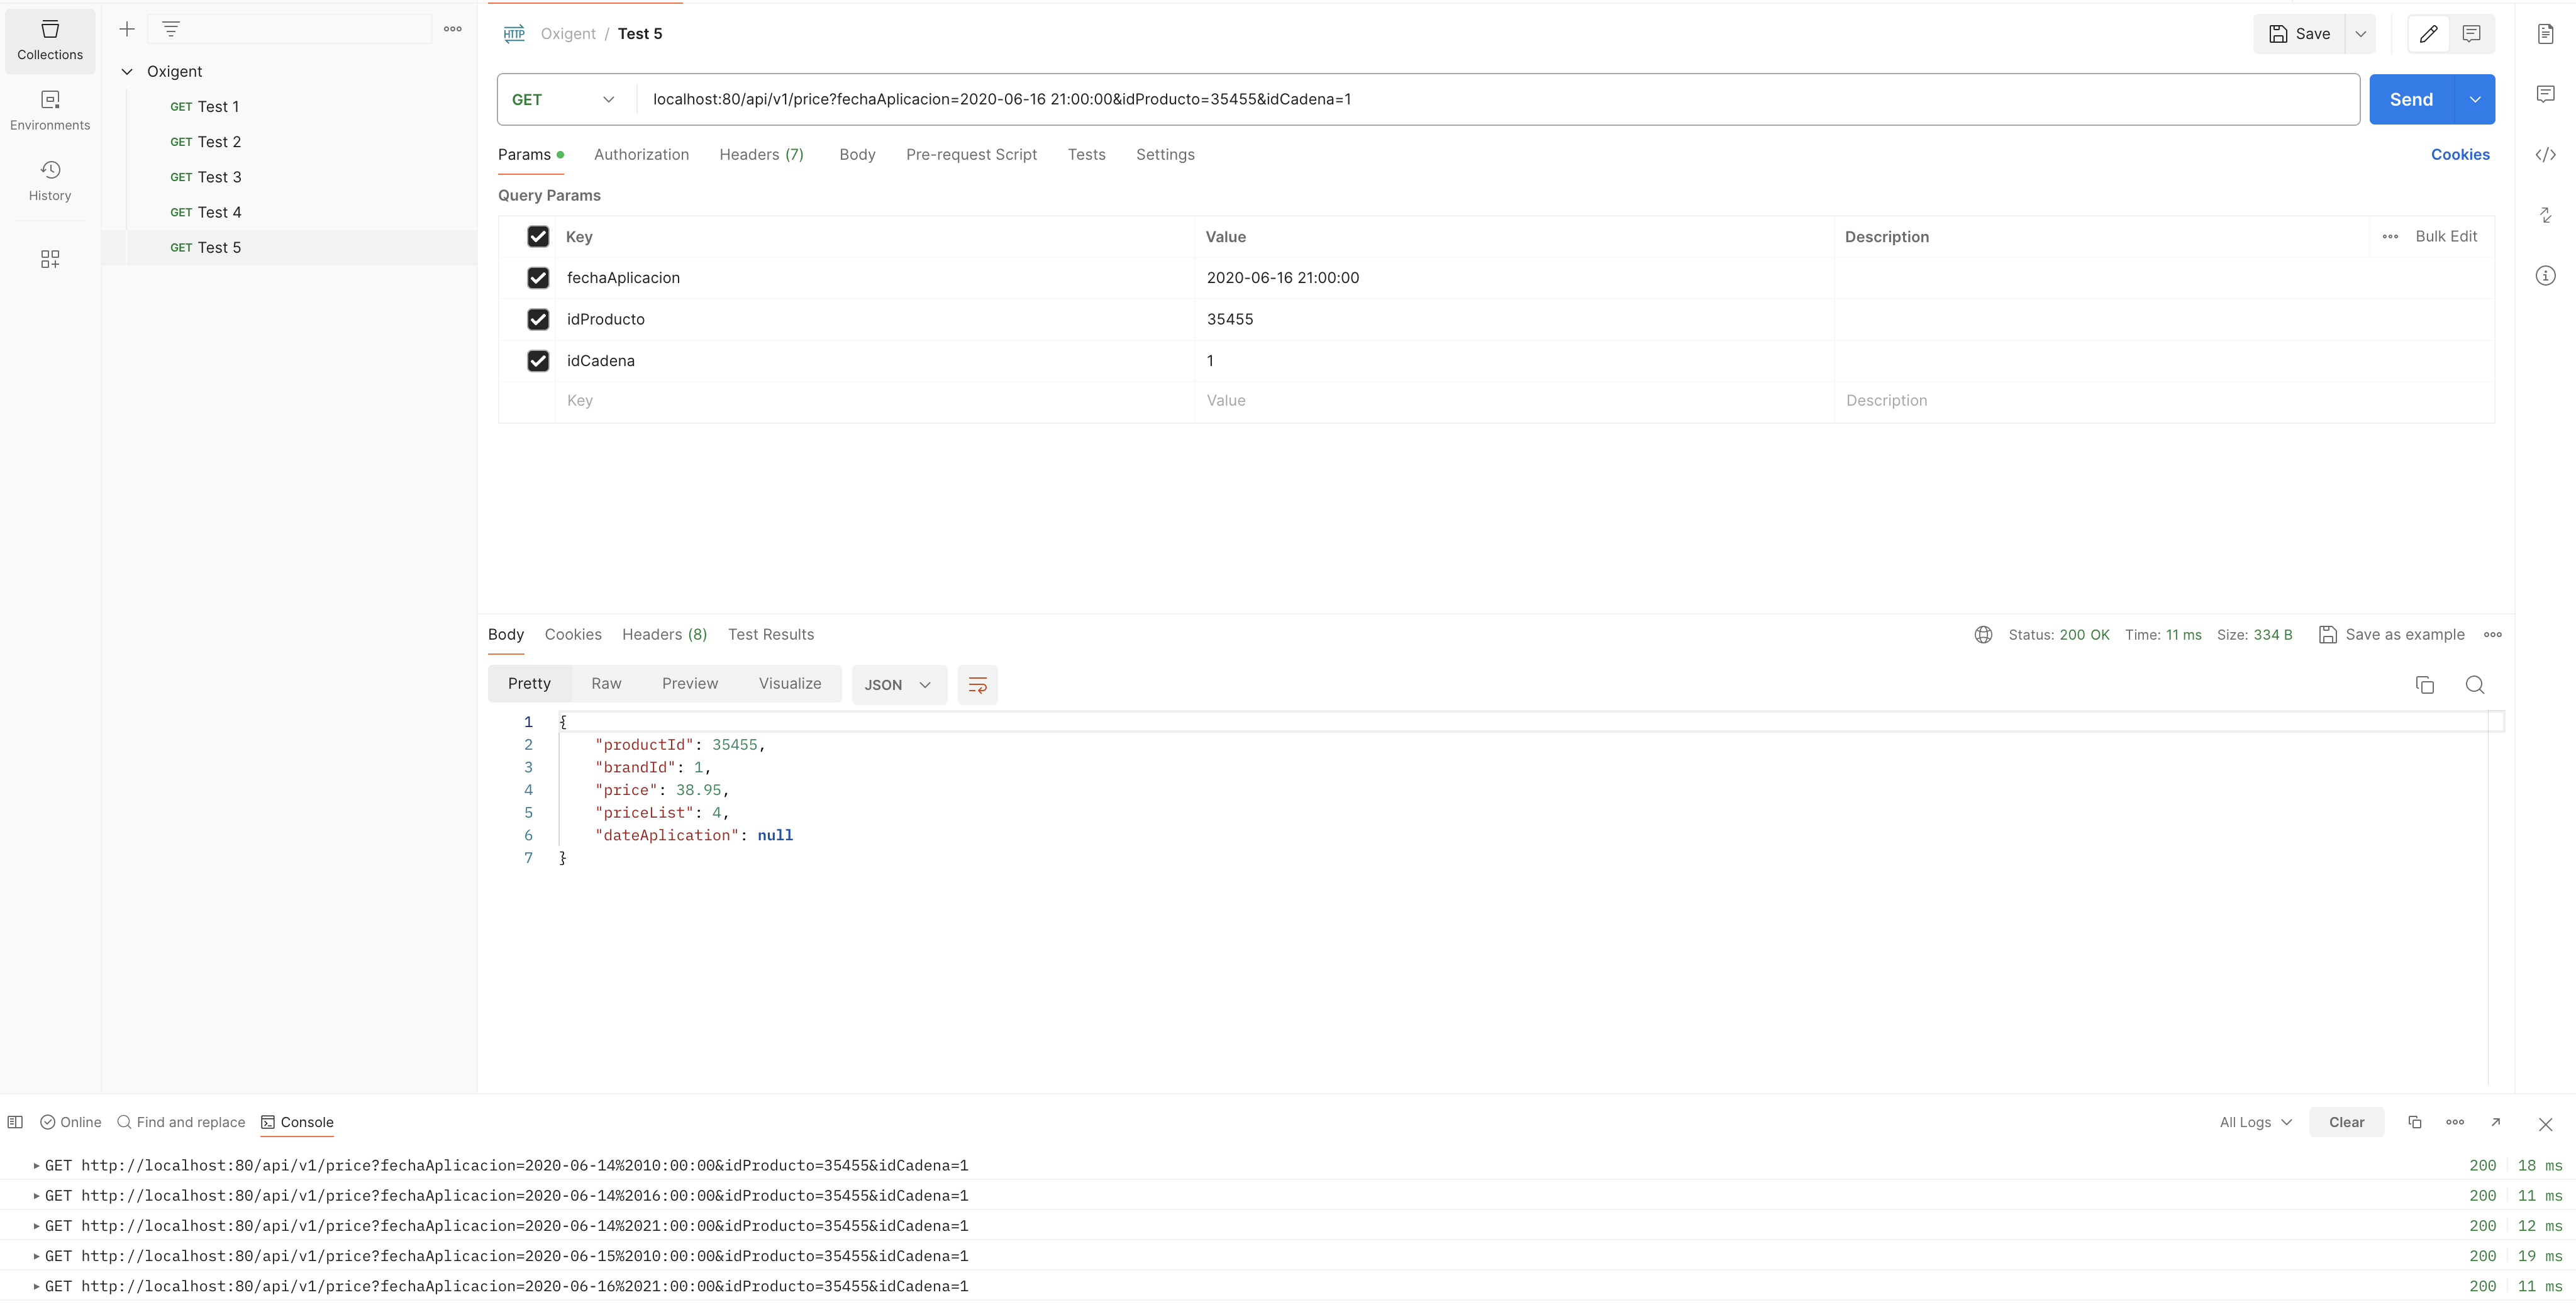 Collections
Environments
History
Oxigent
GET Test 1
GET Test 2
GET Test 3
GET Test 4
GET Test 5
HTTP Oxigent / Test 5
Save
GET localhost:80/api/v1/price?fechaAplicacion=2020-06-16 21:00:00&idProducto=35455&idCadena=1 Send
Params Authorization Headers (7) Body Pre-request Script Tests Settings Cookies
Query Params
Key Value Description Bulk Edit
fechaAplicacion 2020-06-16 21:00:00
idProducto 35455
idCadena 1
Key Value Description
Body Cookies Headers (8) Test Results Status: 200 OK Time: 11 ms Size: 334 B Save as example
Pretty Raw Preview Visualize JSON
1 {
2 "productId": 35455,
3 "brandId": 1,
4 "price": 38.95,
5 "priceList": 4,
6 "dateAplication": null
7 }
Online Find and replace Console All Logs Clear
GET http://localhost:80/api/v1/price?fechaAplicacion=2020-06-14%2010:00:00&idProducto=35455&idCadena=1 200 18 ms
GET http://localhost:80/api/v1/price?fechaAplicacion=2020-06-14%2016:00:00&idProducto=35455&idCadena=1 200 11 ms
GET http://localhost:80/api/v1/price?fechaAplicacion=2020-06-14%2021:00:00&idProducto=35455&idCadena=1 200 12 ms
GET http://localhost:80/api/v1/price?fechaAplicacion=2020-06-15%2010:00:00&idProducto=35455&idCadena=1 200 19 ms
GET http://localhost:80/api/v1/price?fechaAplicacion=2020-06-16%2021:00:00&idProducto=35455&idCadena=1 200 11 ms